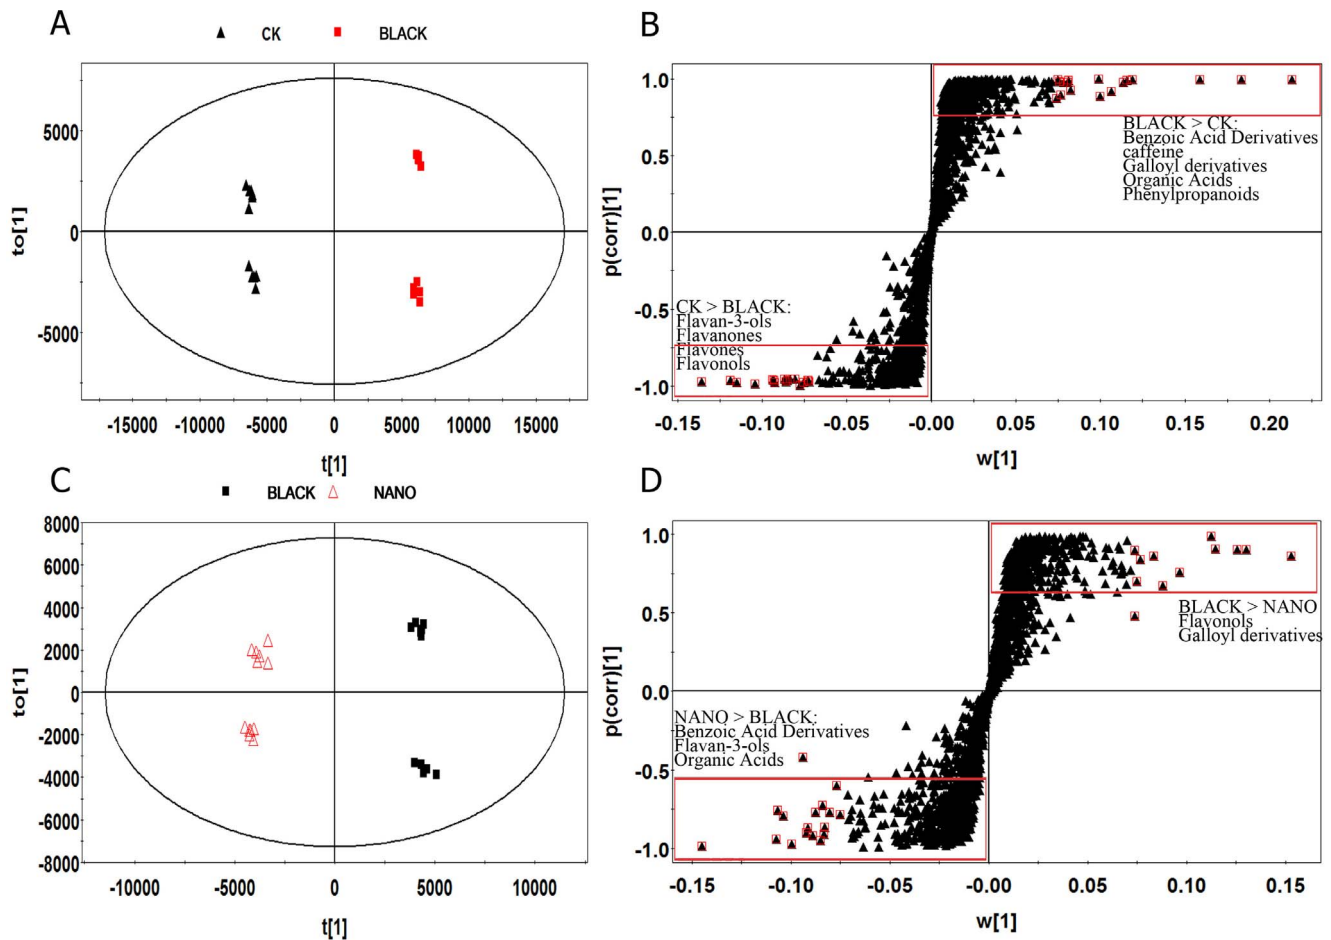 A
CK
BLACK
5000
0
-5000
to[1]
-15000
-10000
-5000
0
5000
10000
15000
t[1]
B
1.0
0.5
0.0
-0.5
-1.0
p(corr)[1]
BLACK > CK:
Benzoic Acid Derivatives
caffeine
Galloyl derivatives
Organic Acids
Phenylpropanoids
CK > BLACK:
Flavan-3-ols
Flavanones
Flavones
Flavonols
-0.15
-0.10
-0.05
-0.00
0.05
0.10
0.15
0.20
w[1]
C
BLACK
NANO
8000
6000
4000
2000
0
-2000
-4000
-6000
-8000
to[1]
-10000
-5000
0
5000
10000
t[1]
D
1.0
0.5
0.0
-0.5
-1.0
p(corr)[1]
BLACK > NANO
Flavonols
Galloyl derivatives
NANO > BLACK:
Benzoic Acid Derivatives
Flavan-3-ols
Organic Acids
-0.15
-0.10
-0.05
-0.00
0.05
0.10
0.15
w[1]